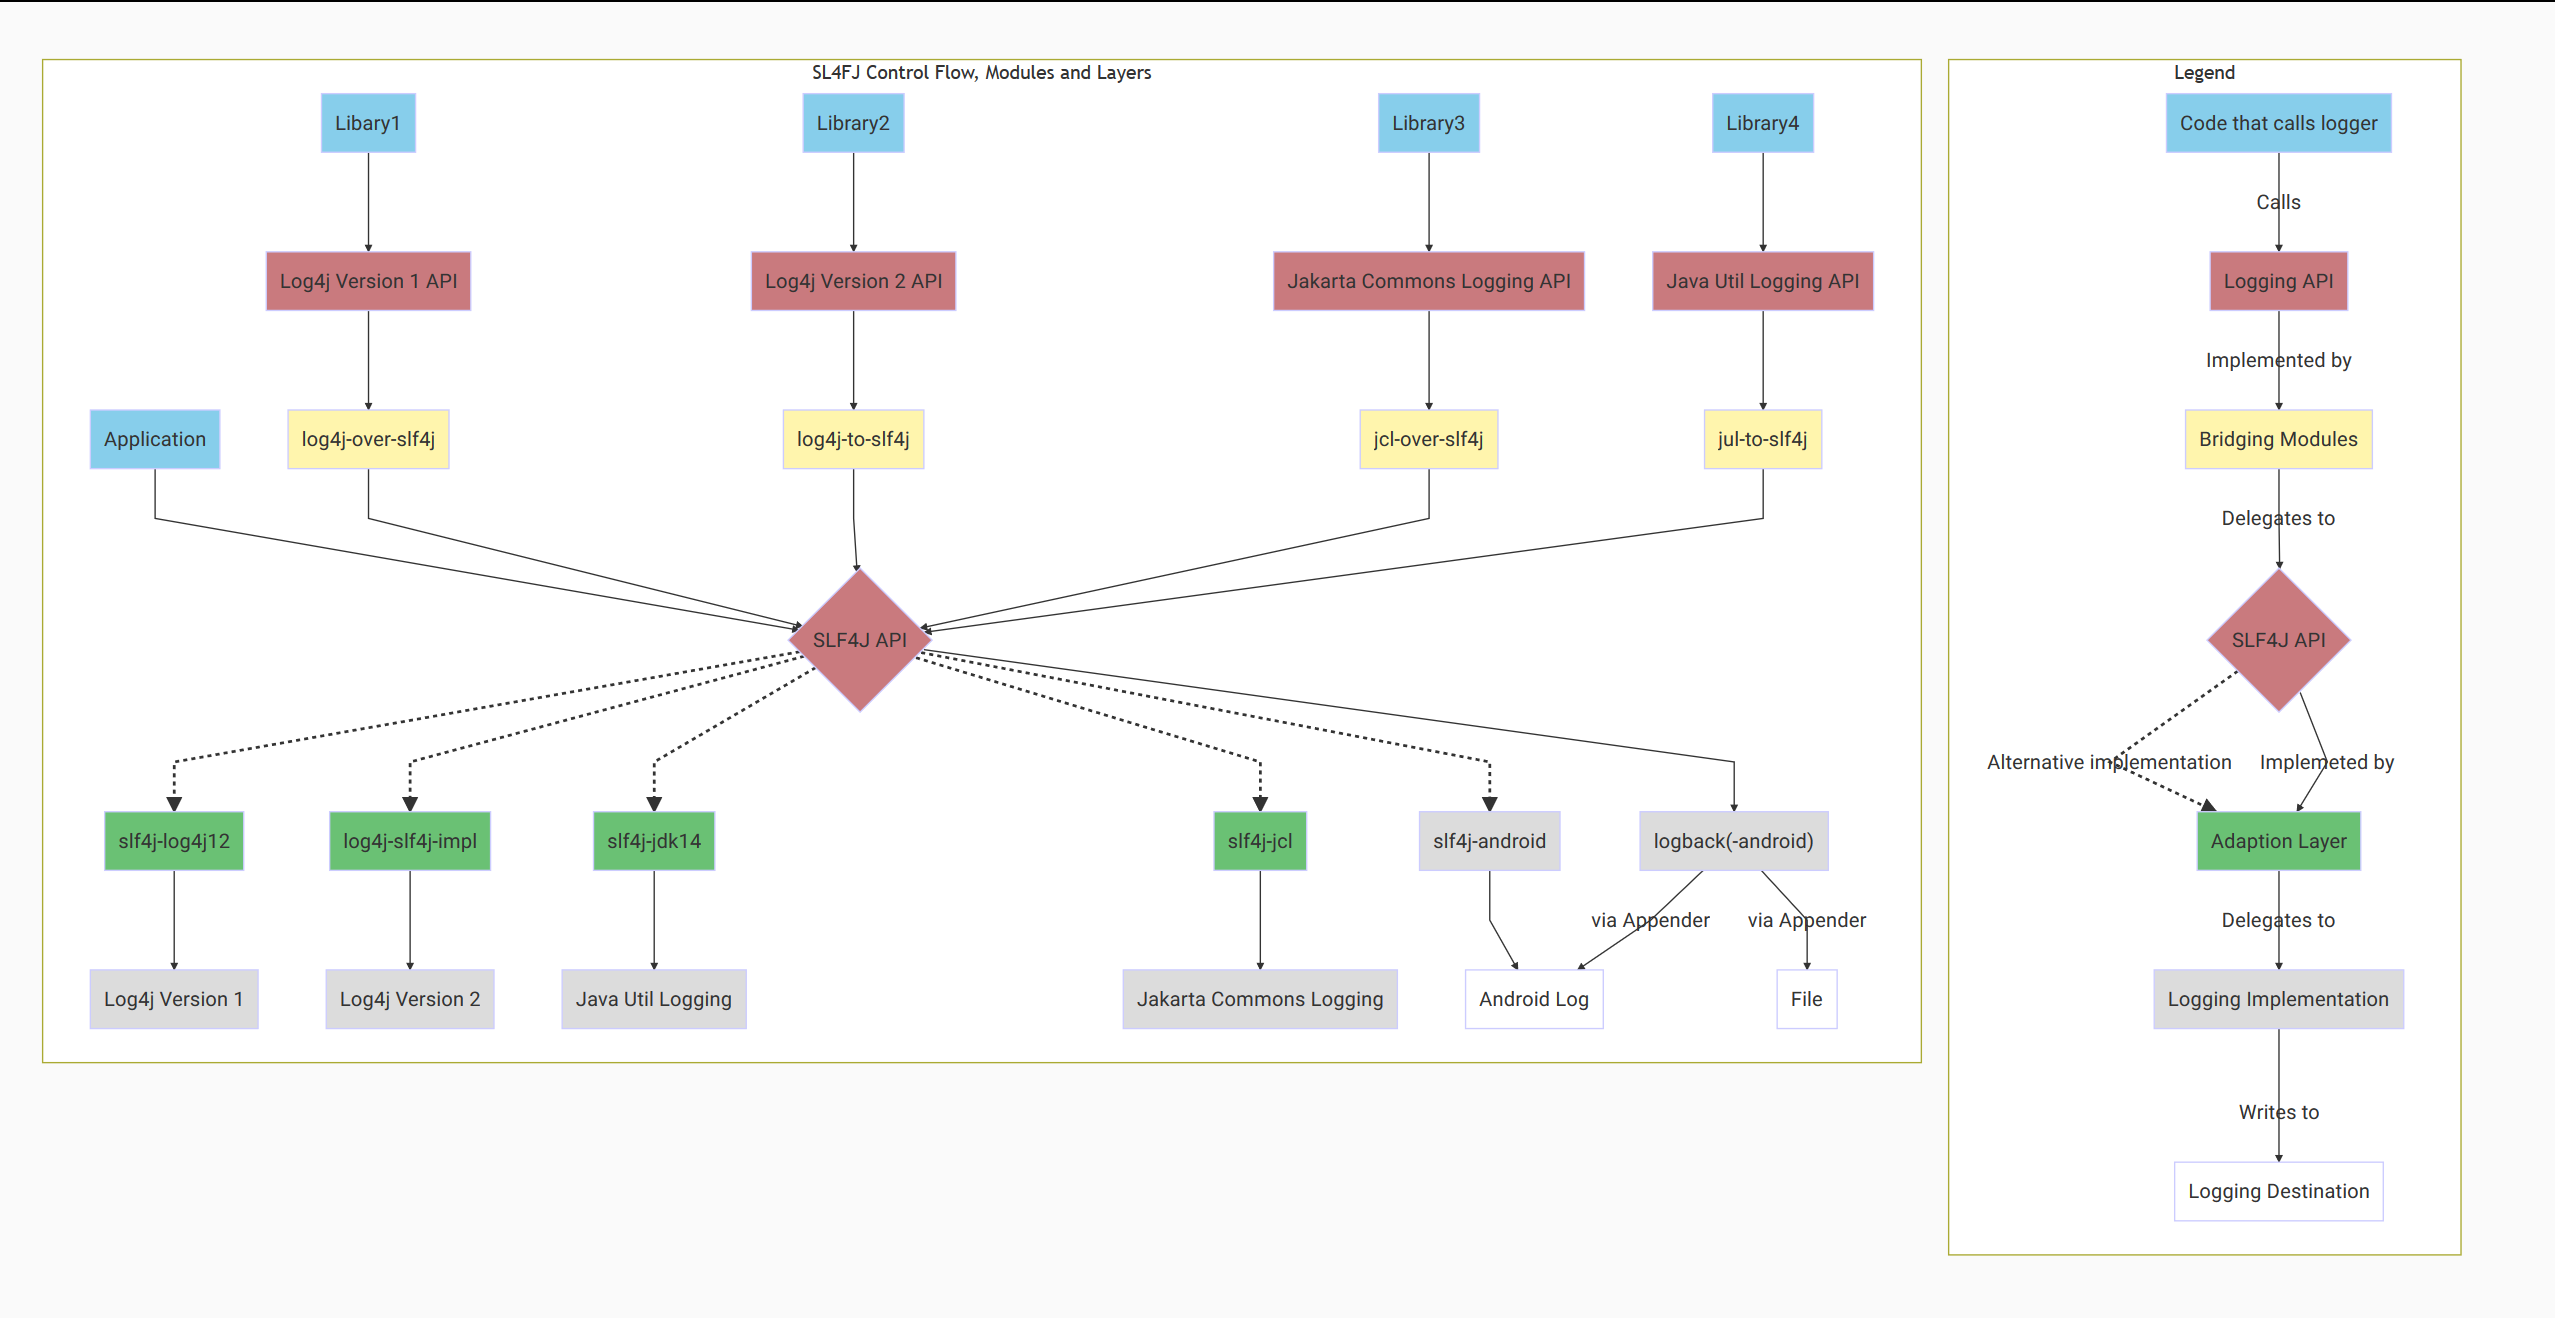 SL4FJ Control Flow, Modules and Layers
Libary1
Library2
Library3
Library4
Log4j Version 1 API
Log4j Version 2 API
Jakarta Commons Logging API
Java Util Logging API
Application
log4j-over-slf4j
log4j-to-slf4j
jcl-over-slf4j
jul-to-slf4j
SLF4J API
slf4j-log4j12
log4j-slf4j-impl
slf4j-jdk14
slf4j-jcl
slf4j-android
logback(-android)
via Appender
via Appender
Log4j Version 1
Log4j Version 2
Java Util Logging
Jakarta Commons Logging
Android Log
File
Legend
Code that calls logger
Calls
Logging API
Implemented by
Bridging Modules
Delegates to
SLF4J API
Alternative implementation
Implemeted by
Adaption Layer
Delegates to
Logging Implementation
Writes to
Logging Destination